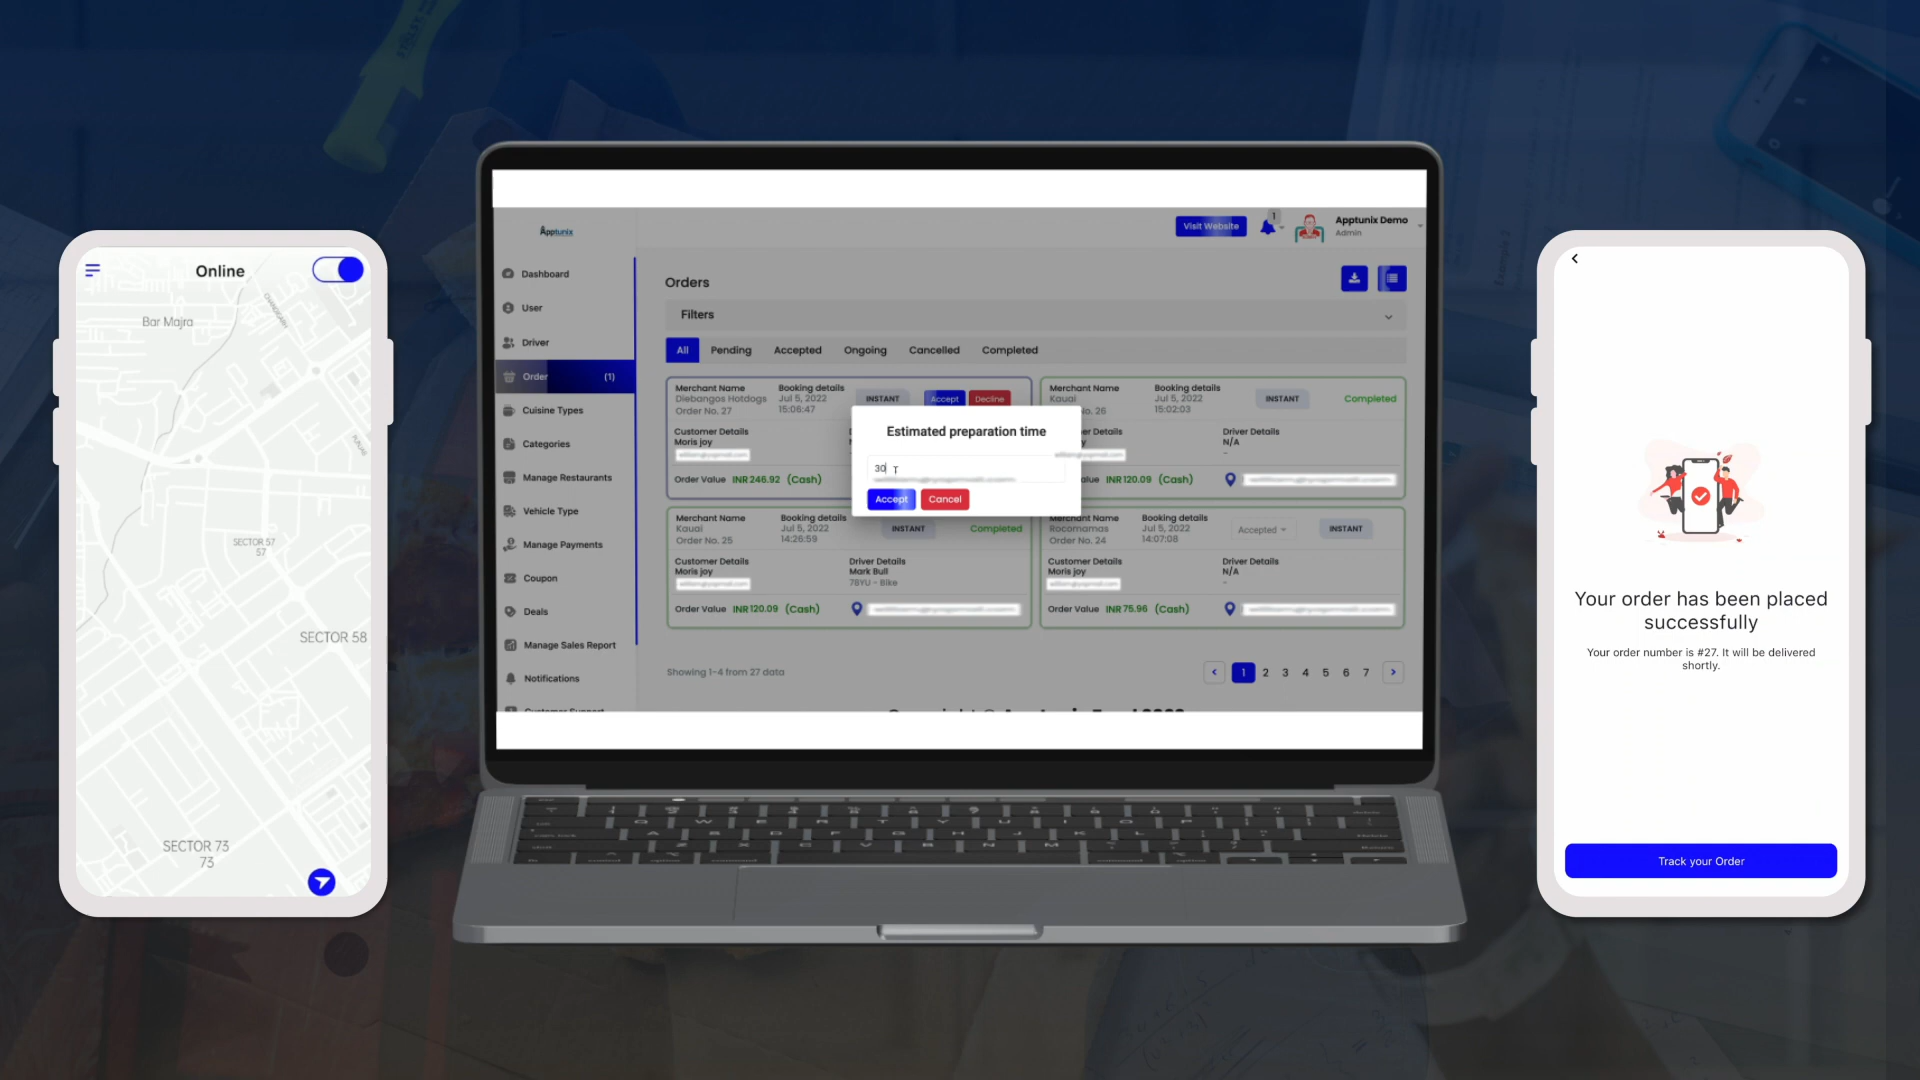 Online
Bar Majra
CHANDIGARH
PUNJAB
SECTOR 57
57
SECTOR 58
SECTOR 73
73
Apptunix
Visit Website
1
Apptunix Demo
Admin
Dashboard
User
Driver
Order (1)
Cuisine Types
Categories
Manage Restaurants
Vehicle Type
Manage Payments
Coupon
Deals
Manage Sales Report
Notifications
Customer Support
Orders
Filters
All Pending Accepted Ongoing Cancelled Completed
Merchant Name
Diebangos Hotdogs
Order No. 27
Booking details
Jul 5, 2022
15:06:47
INSTANT
Accept Decline
Customer Details
Moris joy
Order Value INR 246.92 (Cash)
Merchant Name
Kauai
No. 26
Booking details
Jul 5, 2022
15:02:03
INSTANT
Completed
er Details
Driver Details
N/A
-
alue INR 120.09 (Cash)
Estimated preparation time
30
Accept Cancel
Merchant Name
Kauai
Order No. 25
Booking details
Jul 5, 2022
14:26:59
INSTANT
Completed
Customer Details
Moris joy
Driver Details
Mark Bull
78YU - Bike
Order Value INR 120.09 (Cash)
Merchant Name
Rocomamas
Order No. 24
Booking details
Jul 5, 2022
14:07:08
Accepted
INSTANT
Customer Details
Moris joy
Driver Details
N/A
-
Order Value INR 75.96 (Cash)
Showing 1-4 from 27 data
< 1 2 3 4 5 6 7 >
Your order has been placed
successfully
Your order number is #27. It will be delivered
shortly.
Track your Order